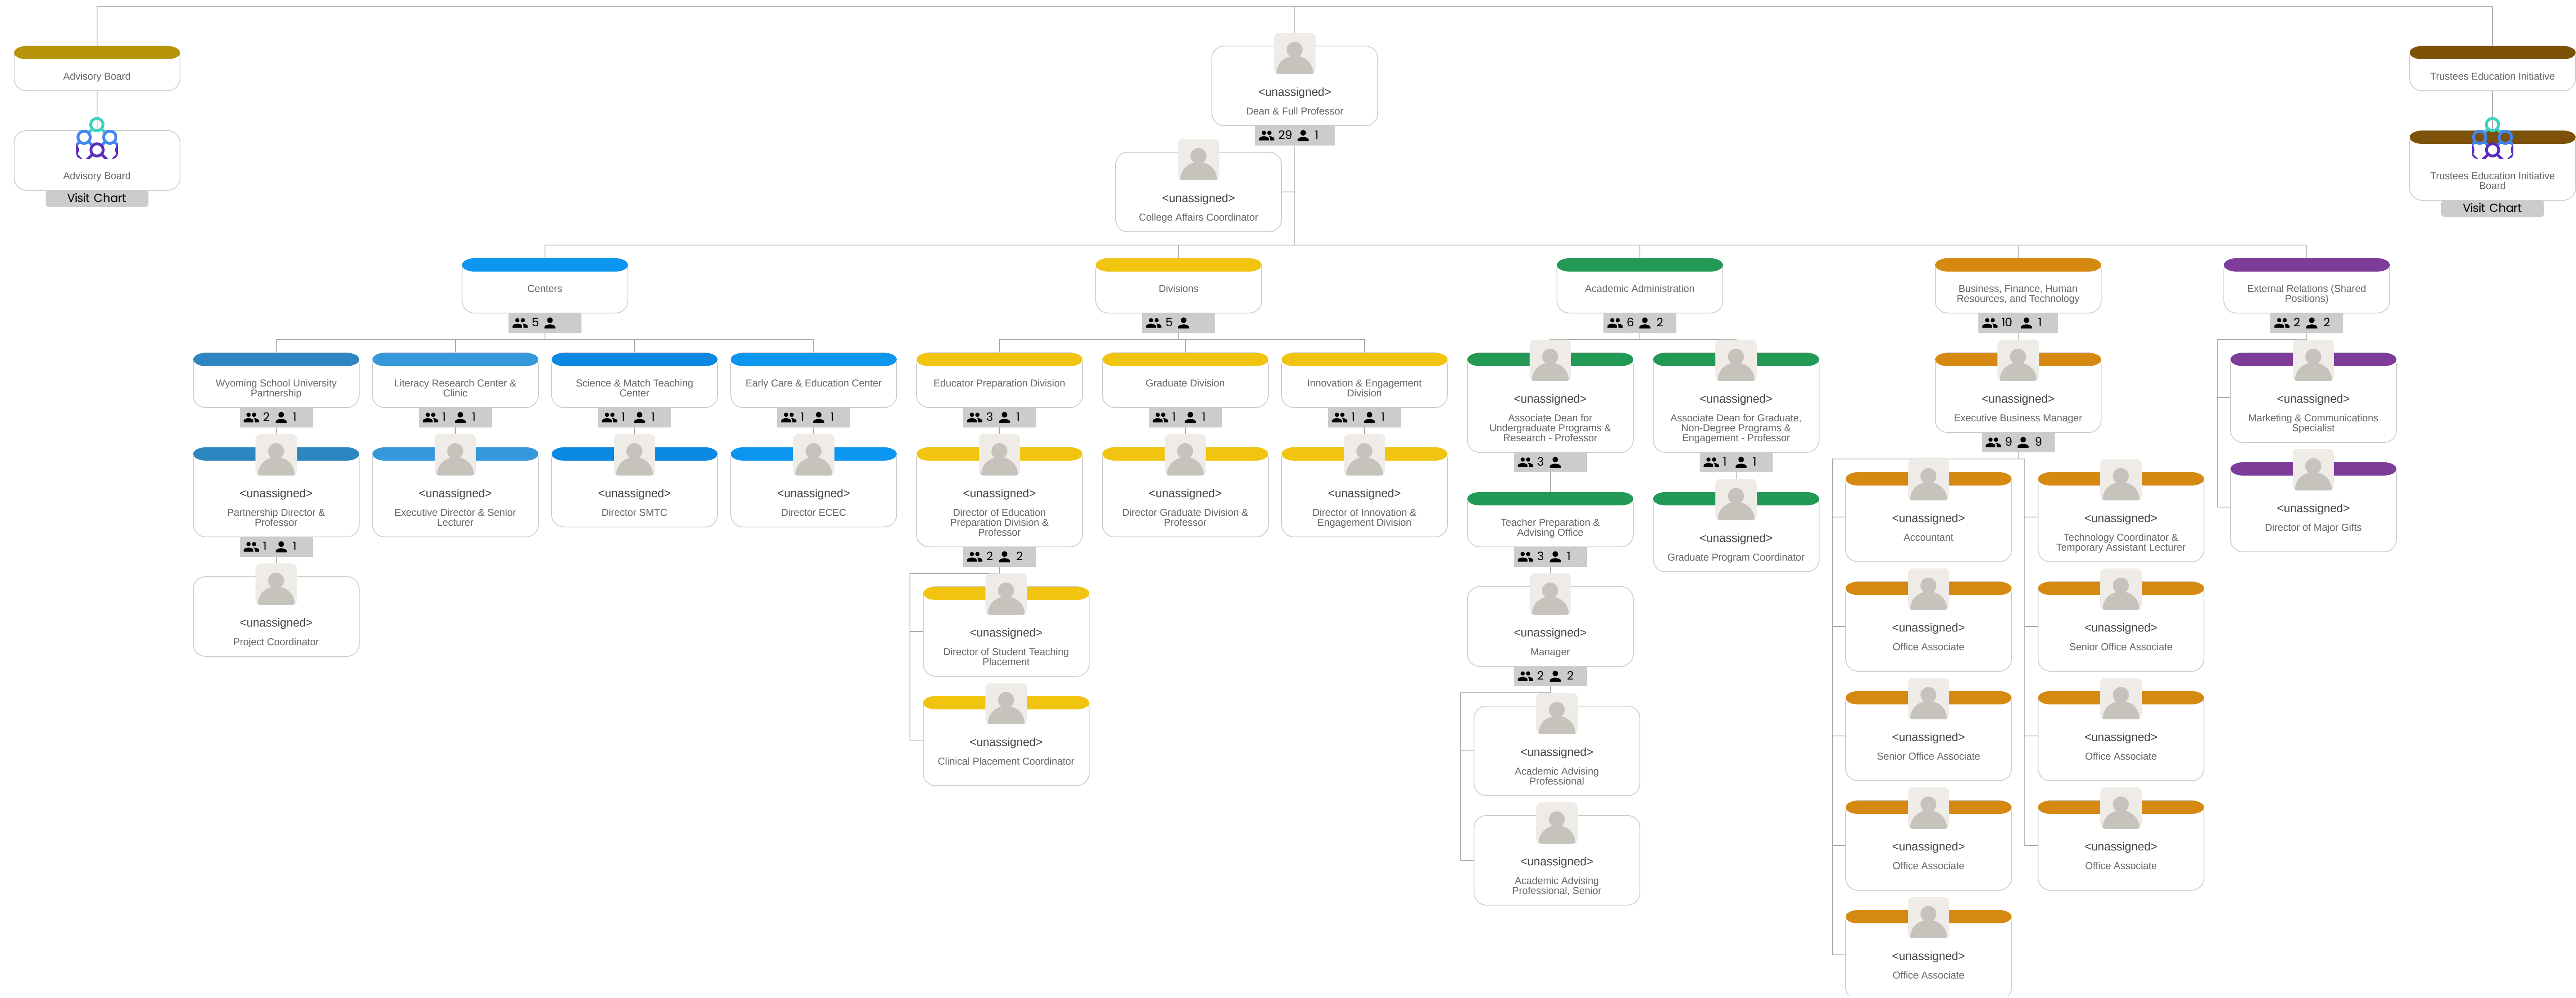 Advisory Board
Advisory Board
Visit Chart
<unassigned>
Dean & Full Professor
29 1
<unassigned>
College Affairs Coordinator
Trustees Education Initiative
Trustees Education Initiative
Board
Visit Chart
Centers
5
Divisions
5
Academic Administration
6 2
Business, Finance, Human
Resources, and Technology
10 1
External Relations (Shared
Positions)
2 2
Wyoming School University
Partnership
2 1
Literacy Research Center &
Clinic
1 1
Science & Match Teaching
Center
1 1
Early Care & Education Center
1 1
Educator Preparation Division
3 1
Graduate Division
1 1
Innovation & Engagement
Division
1 1
<unassigned>
Associate Dean for
Undergraduate Programs &
Research - Professor
3
<unassigned>
Associate Dean for Graduate,
Non-Degree Programs &
Engagement - Professor
1 1
<unassigned>
Executive Business Manager
9 9
<unassigned>
Marketing & Communications
Specialist
<unassigned>
Partnership Director &
Professor
1 1
<unassigned>
Executive Director & Senior
Lecturer
<unassigned>
Director SMTC
<unassigned>
Director ECEC
<unassigned>
Director of Education
Preparation Division &
Professor
2 2
<unassigned>
Director Graduate Division &
Professor
<unassigned>
Director of Innovation &
Engagement Division
Teacher Preparation &
Advising Office
3 1
<unassigned>
Graduate Program Coordinator
<unassigned>
Accountant
<unassigned>
Technology Coordinator &
Temporary Assistant Lecturer
<unassigned>
Director of Major Gifts
<unassigned>
Project Coordinator
<unassigned>
Director of Student Teaching
Placement
<unassigned>
Manager
2 2
<unassigned>
Office Associate
<unassigned>
Senior Office Associate
<unassigned>
Clinical Placement Coordinator
<unassigned>
Academic Advising
Professional
<unassigned>
Senior Office Associate
<unassigned>
Office Associate
<unassigned>
Academic Advising
Professional, Senior
<unassigned>
Office Associate
<unassigned>
Office Associate
<unassigned>
Office Associate